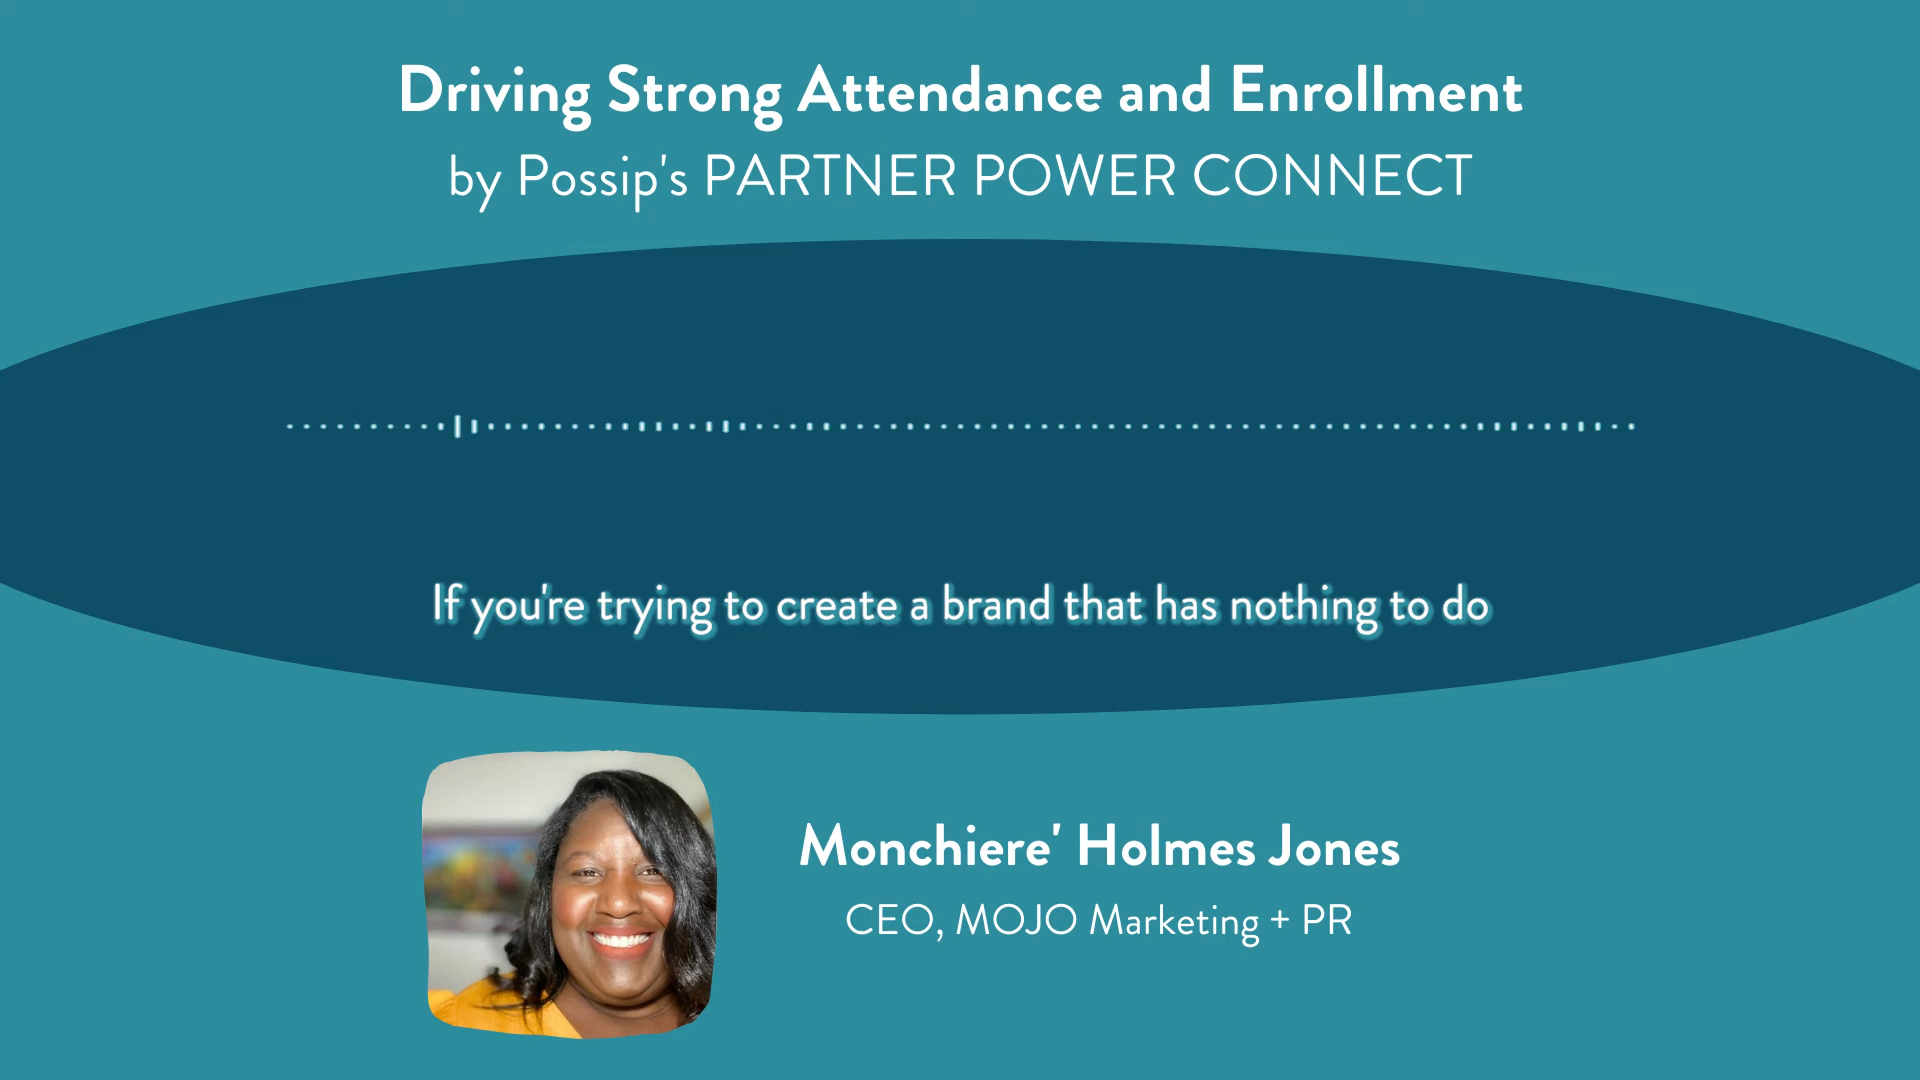 Driving Strong Attendance and Enrollment
by Possip's PARTNER POWER CONNECT
If you're trying to create a brand that has nothing to do
Monchiere' Holmes Jones
CEO, MOJO Marketing + PR